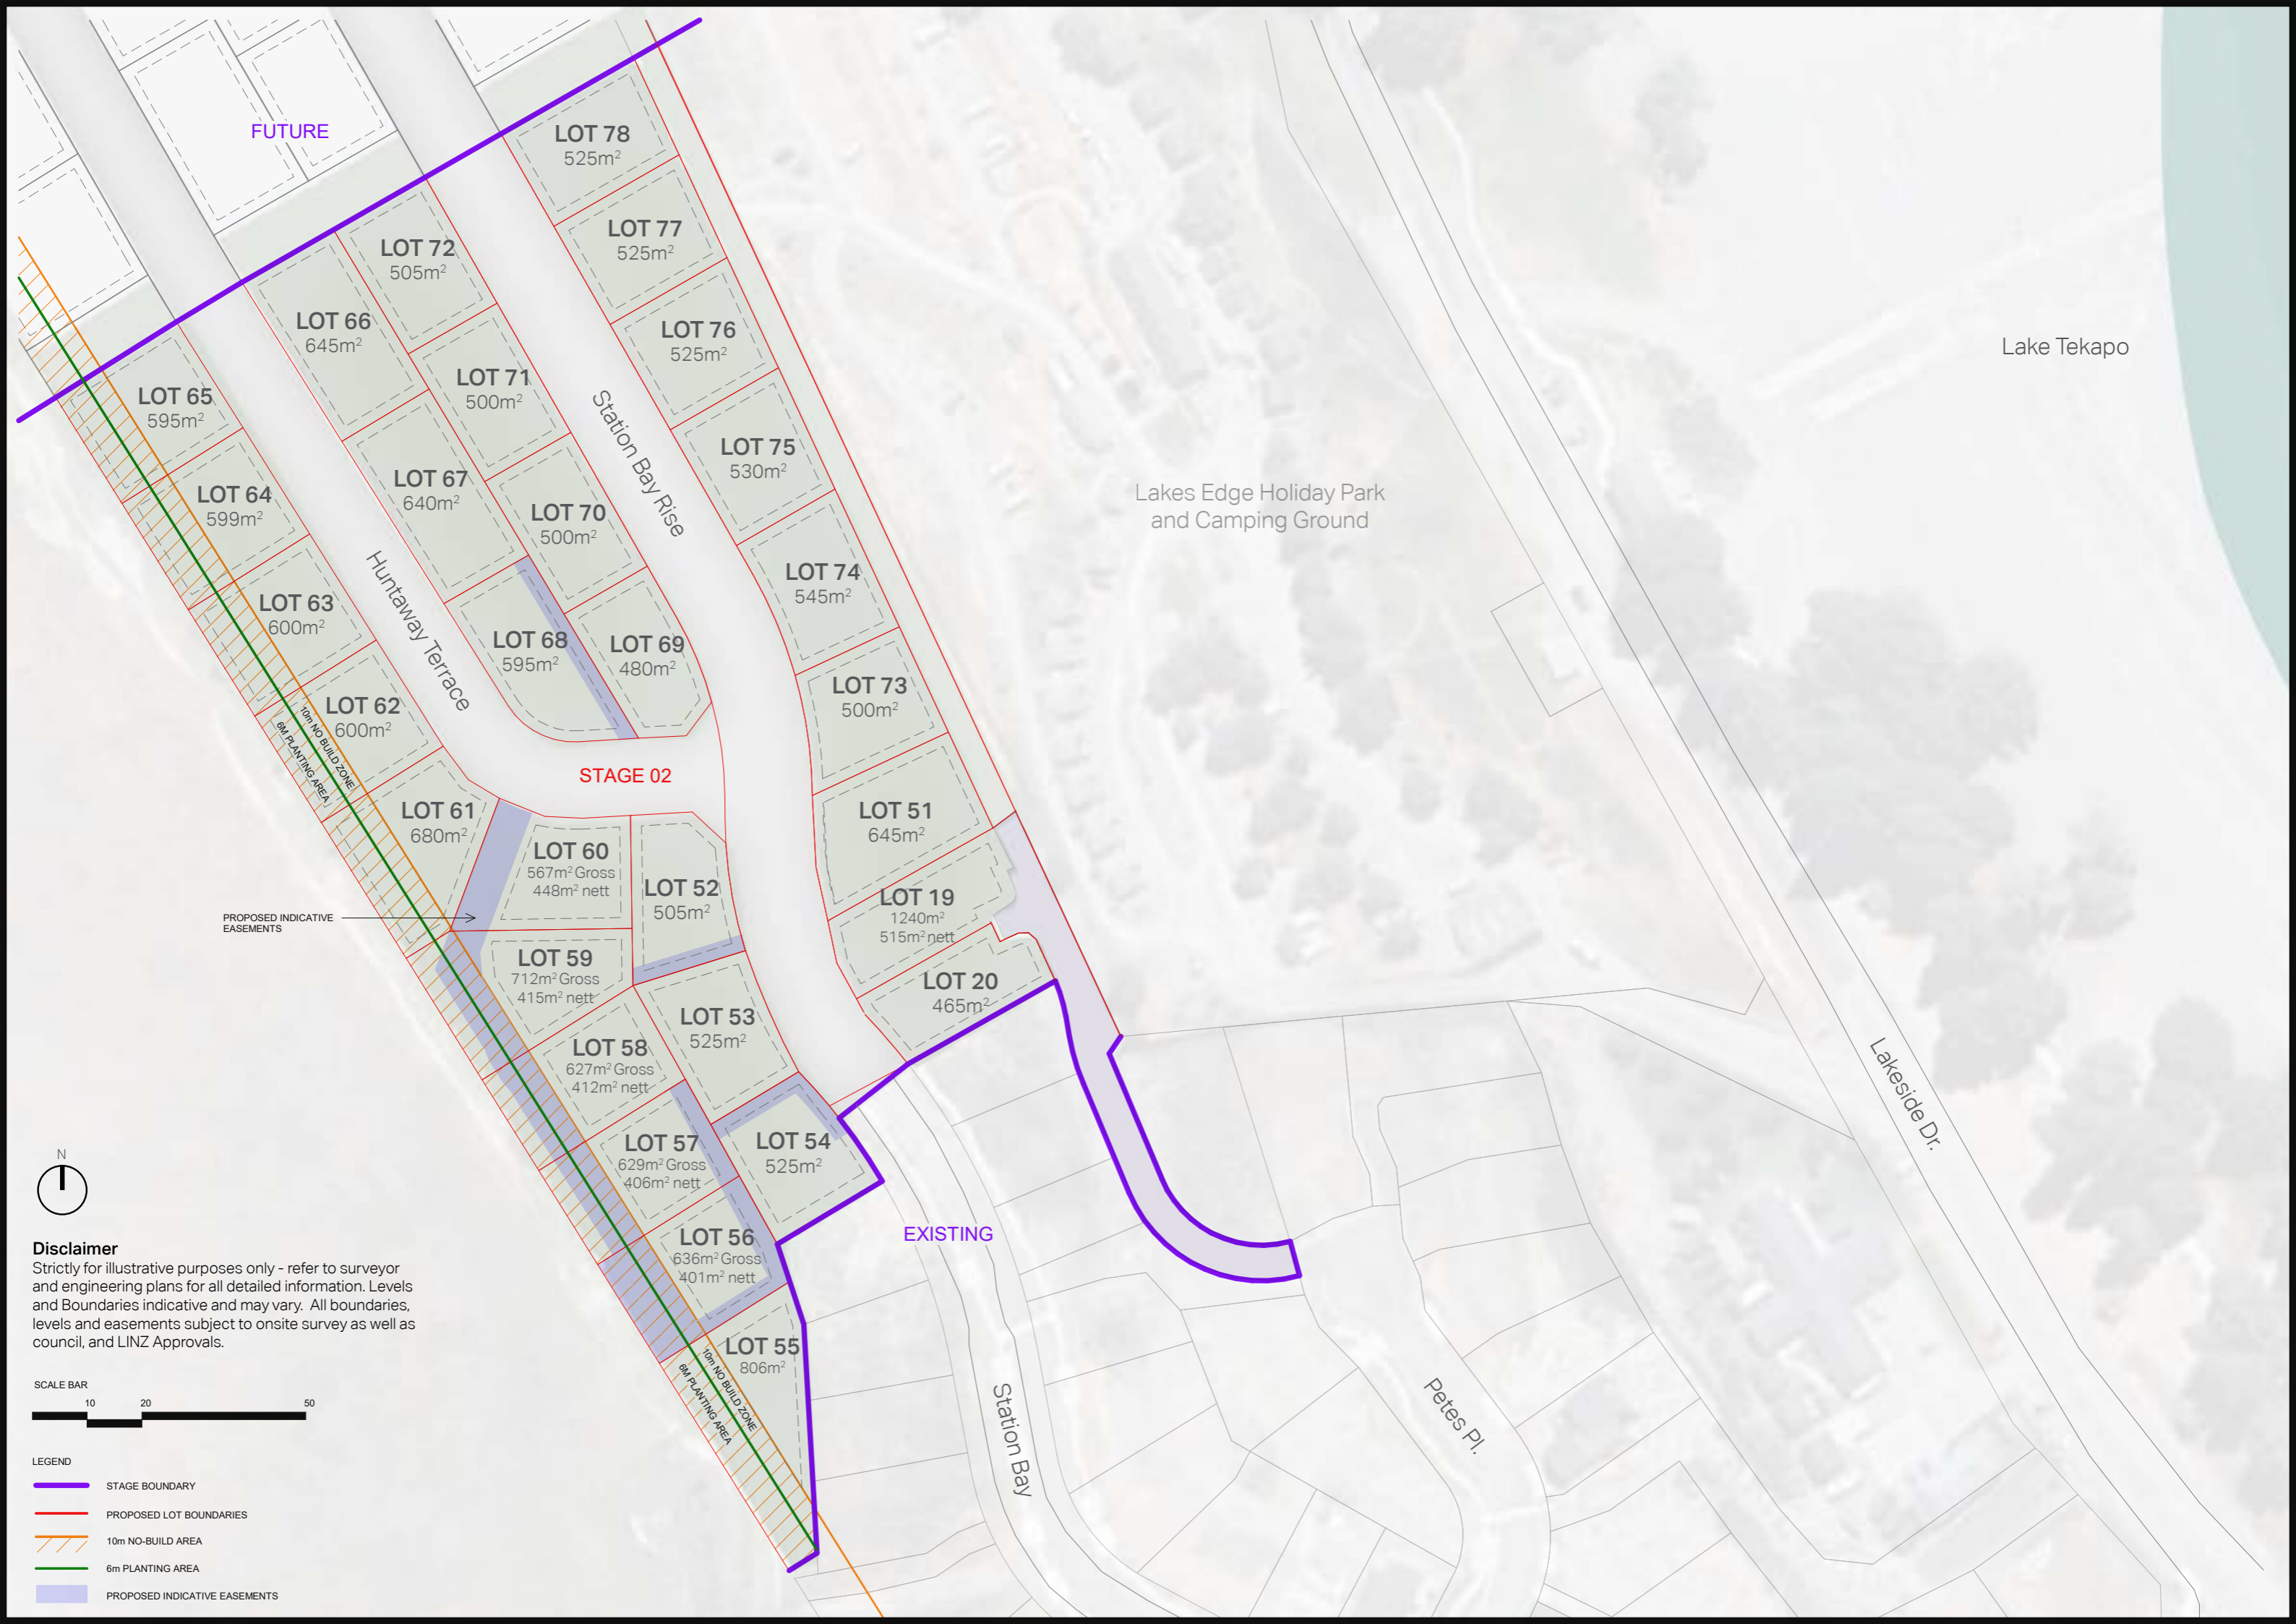 FUTURE
LOT 78
525m²
LOT 77
525m²
LOT 72
505m²
LOT 66
645m²
LOT 76
525m²
Lake Tekapo
LOT 65
595m²
LOT 71
500m²
Station Bay Rise
LOT 75
530m²
LOT 64
599m²
LOT 67
640m²
LOT 70
500m²
Lakes Edge Holiday Park
and Camping Ground
LOT 63
600m²
Huntaway Terrace
LOT 68
595m²
LOT 69
480m²
LOT 74
545m²
LOT 62
600m²
LOT 73
500m²
10m NO BUILD ZONE
6M PLANTING AREA
STAGE 02
LOT 61
680m²
LOT 51
645m²
LOT 60
567m² Gross
448m² nett
LOT 52
505m²
LOT 19
1240m²
515m² nett
PROPOSED INDICATIVE
EASEMENTS
LOT 59
712m² Gross
415m² nett
LOT 20
465m²
LOT 53
525m²
LOT 58
627m² Gross
412m² nett
LOT 57
629m² Gross
406m² nett
LOT 54
525m²
Lakeside Dr.
LOT 56
636m² Gross
401m² nett
EXISTING
LOT 55
806m²
10m NO BUILD ZONE
6M PLANTING AREA
Station Bay
Petes Pl.
N
Disclaimer
Strictly for illustrative purposes only - refer to surveyor
and engineering plans for all detailed information. Levels
and Boundaries indicative and may vary. All boundaries,
levels and easements subject to onsite survey as well as
council, and LINZ Approvals.
SCALE BAR
10 20 50
LEGEND
STAGE BOUNDARY
PROPOSED LOT BOUNDARIES
10m NO-BUILD AREA
6m PLANTING AREA
PROPOSED INDICATIVE EASEMENTS